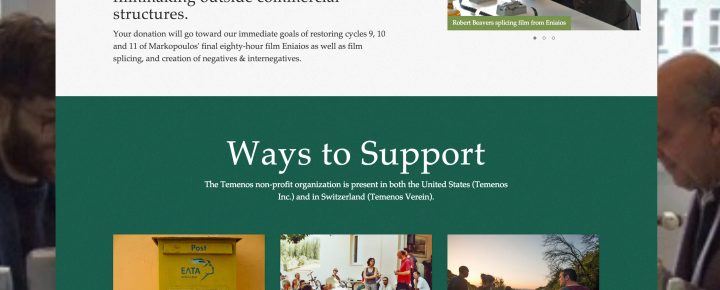 filmmaking outside commercial
structures.
Your donation will go toward our immediate goals of restoring cycles 9, 10
and 11 of Markopoulos' final eighty-hour film Eniaios as well as film
splicing, and creation of negatives & internegatives.
Robert Beavers splicing film from Eniaios
Ways to Support
The Temenos non-profit organization is present in both the United States (Temenos
Inc.) and in Switzerland (Temenos Verein).
Post
ΕΛΤΑ